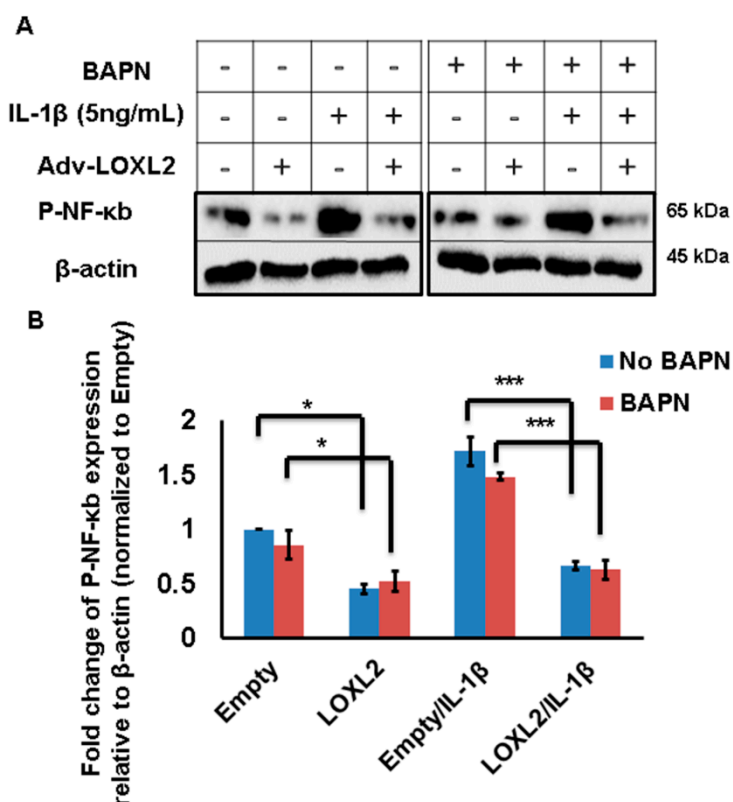 A
BAPN - - - - + + + +
IL-1β (5ng/mL) - - + + - - + +
Adv-LOXL2 - + - + - + - +
P-NF-κb 65 kDa
β-actin 45 kDa
B
Fold change of P-NF-κb expression
relative to β-actin (normalized to Empty)
No BAPN
BAPN
2
1.5
1
0.5
0
*
*
***
***
Empty
LOXL2
Empty/IL-1β
LOXL2/IL-1β